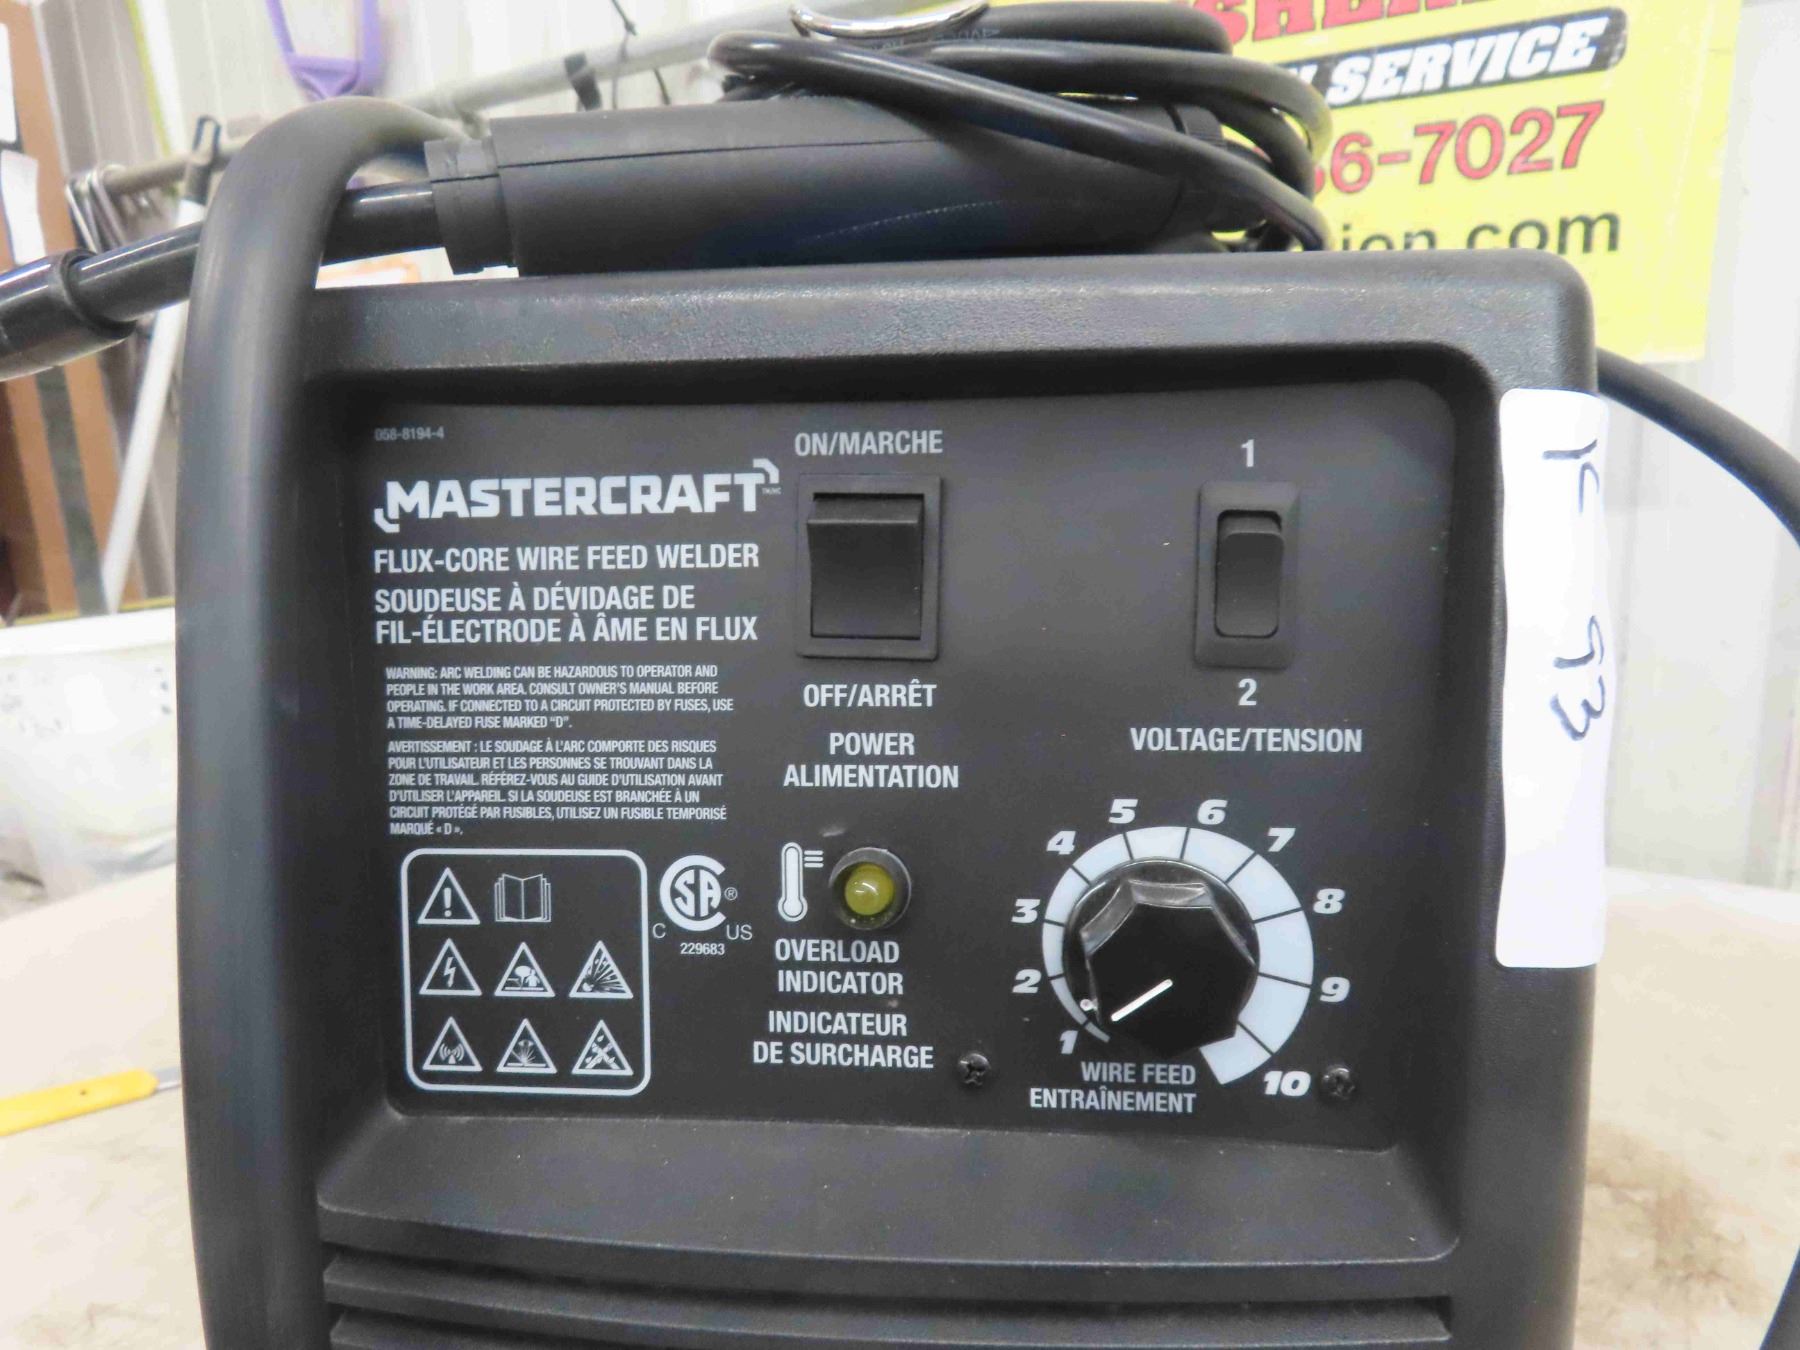 SERVICE
6-7027
ion.com
058-8194-4
MASTERCRAFT
TM/MC
FLUX-CORE WIRE FEED WELDER
SOUDEUSE À DÉVIDAGE DE
FIL-ÉLECTRODE À ÂME EN FLUX
WARNING: ARC WELDING CAN BE HAZARDOUS TO OPERATOR AND
PEOPLE IN THE WORK AREA. CONSULT OWNER'S MANUAL BEFORE
OPERATING. IF CONNECTED TO A CIRCUIT PROTECTED BY FUSES, USE
A TIME-DELAYED FUSE MARKED "D".
AVERTISSEMENT : LE SOUDAGE À L'ARC COMPORTE DES RISQUES
POUR L'UTILISATEUR ET LES PERSONNES SE TROUVANT DANS LA
ZONE DE TRAVAIL. RÉFÉREZ-VOUS AU GUIDE D'UTILISATION AVANT
D'UTILISER L'APPAREIL. SI LA SOUDEUSE EST BRANCHÉE À UN
CIRCUIT PROTÉGÉ PAR FUSIBLES, UTILISEZ UN FUSIBLE TEMPORISÉ
MARQUÉ « D ».
CSA ®
C US
229683
ON/MARCHE
OFF/ARRÊT
POWER
ALIMENTATION
OVERLOAD
INDICATOR
INDICATEUR
DE SURCHARGE
1
2
VOLTAGE/TENSION
1
2
3
4
5
6
7
8
9
10
WIRE FEED
ENTRAÎNEMENT